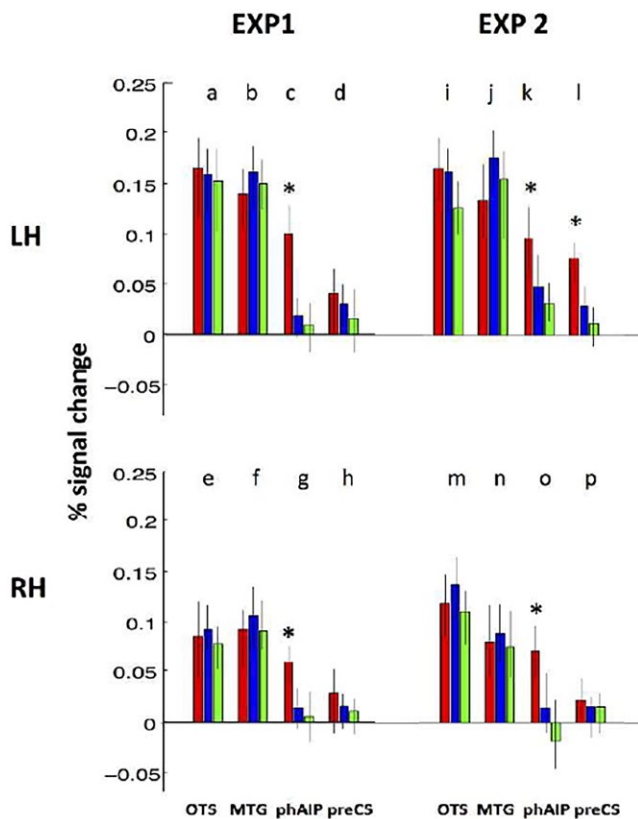 EXP1 EXP 2
0.25
a b c d i j k l
0.2
* *
0.15
*
LH
0.1
0.05
0
−0.05
% signal change
0.25
e f g h m n o p
0.2
RH
0.15
* *
0.1
0.05
0
−0.05
OTS MTG phAIP preCS OTS MTG phAIP preCS